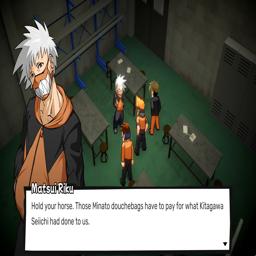 Matsui Riku
Hold your horse. Those Minato douchebags have to pay for what Kitagawa
Seiichi had done to us.